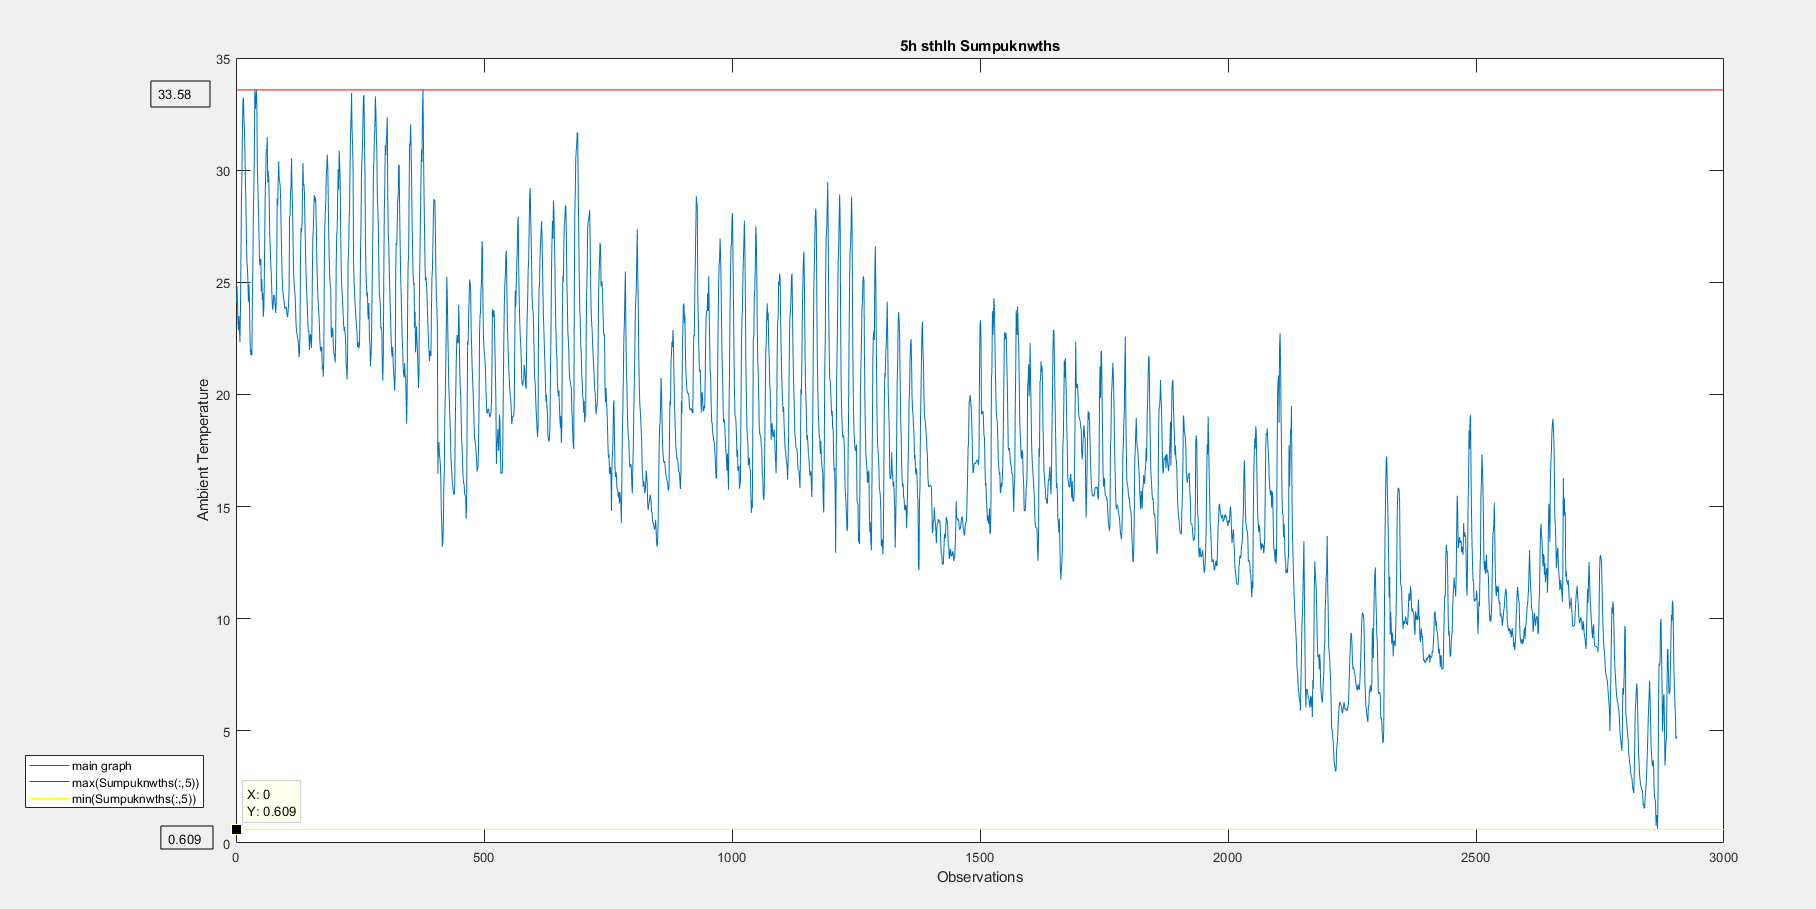 5h sthlh Sumpuknwths
35
33.58
30
25
20
15
10
5
0
Ambient Temperature
main graph
max(Sumpuknwths(:,5))
min(Sumpuknwths(:,5))
X: 0
Y: 0.609
0.609
0
500
1000
1500
2000
2500
3000
Observations